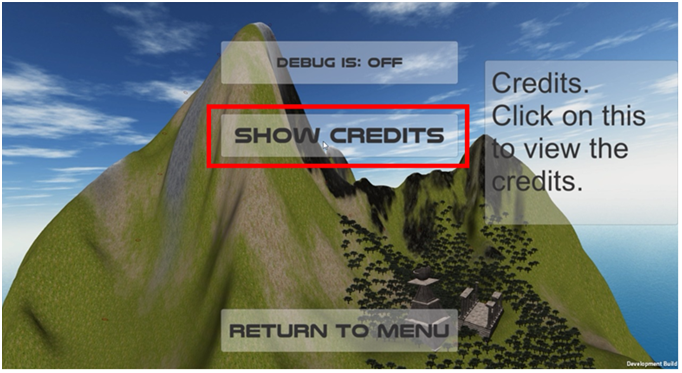 DEBUG IS: OFF
SHOW CREDITS
Credits.
Click on this
to view the
credits.
RETURN TO MENU
Development Build